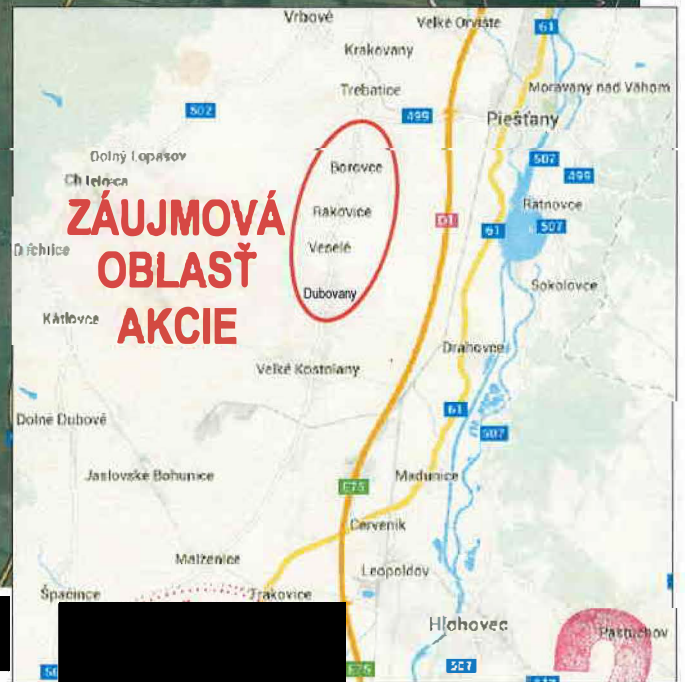 Vrbové
Veľké Orvište
61
Krakovany
Trebatice
Moravany nad Váhom
502
499
Piešťany
Dolný Lopašov
Borovce
507
499
Chtelnica
ZÁUJMOVÁ
Rakovice
Ratnovce
D1
61
507
OBLASŤ
Veselé
Dechtice
Sokolovce
Dubovany
Kátlovce
AKCIE
Drahovce
Veľké Kostoľany
61
Dolné Dubové
507
Jaslovské Bohunice
Madunice
E75
Červeník
Malženice
Leopoldov
Špačince
Trakovice
Hlohovec
Pastuchov
E75
507